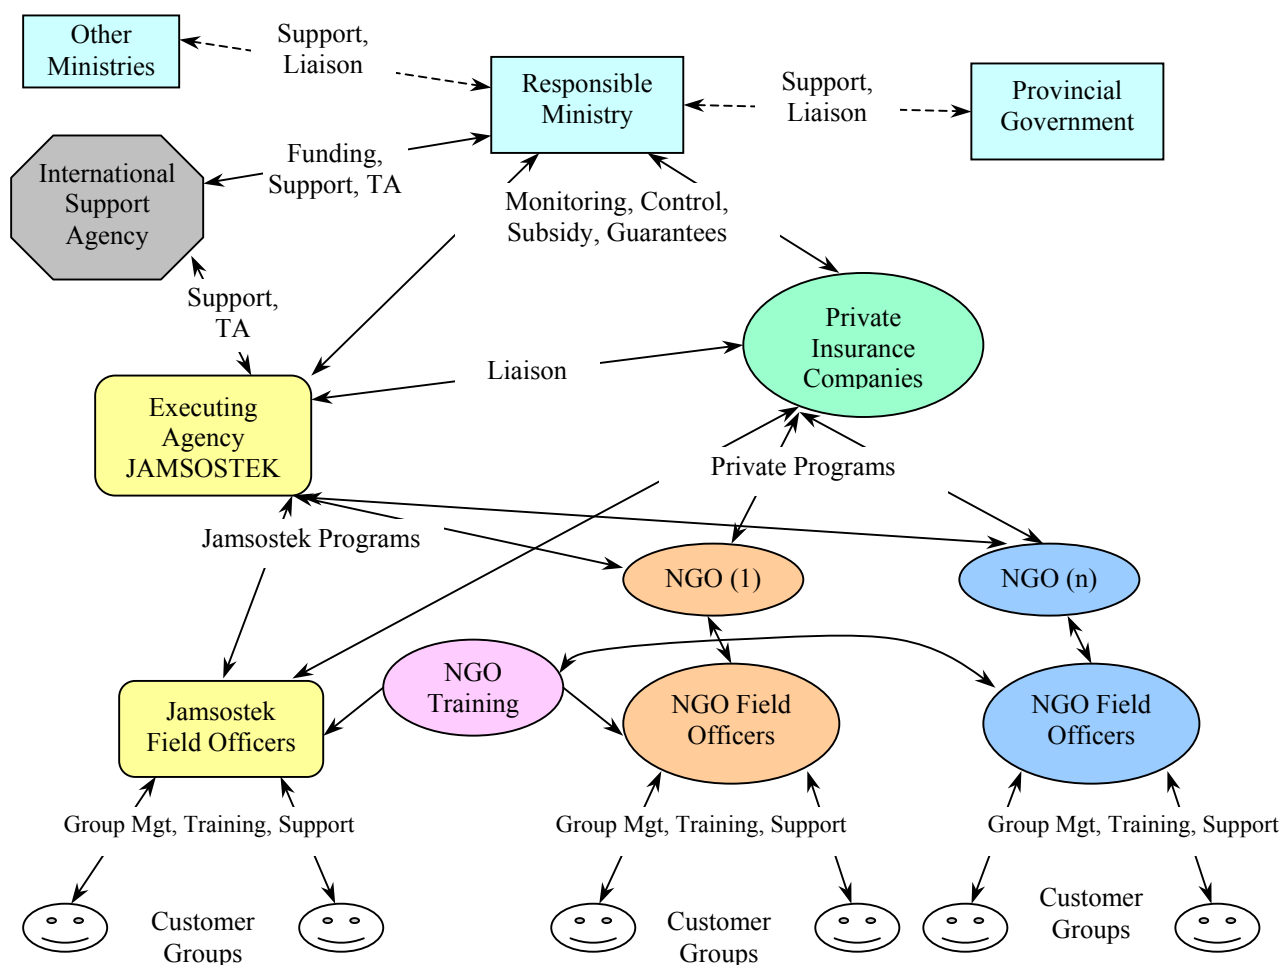 Other
Ministries
Support,
Liaison
Responsible
Ministry
Support,
Liaison
Provincial
Government
International
Support
Agency
Funding,
Support, TA
Monitoring, Control,
Subsidy, Guarantees
Support,
TA
Private
Insurance
Companies
Liaison
Executing
Agency
JAMSOSTEK
Private Programs
Jamsostek Programs
NGO (1)
NGO (n)
NGO
Training
Jamsostek
Field Officers
NGO Field
Officers
NGO Field
Officers
Group Mgt, Training, Support
Group Mgt, Training, Support
Group Mgt, Training, Support
Customer
Groups
Customer
Groups
Customer
Groups